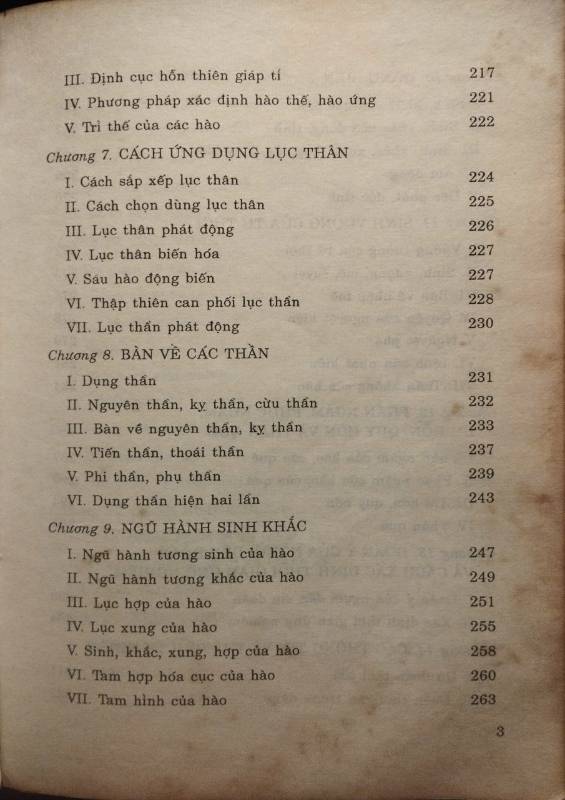 III. Định cục hỗn thiên giáp tí 217
IV. Phương pháp xác định hào thế, hào ứng 221
V. Trì thế của các hào 222
Chương 7. CÁCH ỨNG DỤNG LỤC THÂN
I. Cách sắp xếp lục thân 224
II. Cách chọn dùng lục thân 225
III. Lục thân phát động 226
IV. Lục thân biến hóa 227
V. Sáu hào động biến 227
VI. Thập thiên can phối lục thần 228
VII. Lục thần phát động 230
Chương 8. BÀN VỀ CÁC THẦN
I. Dụng thần 231
II. Nguyên thần, kỵ thần, cừu thần 232
III. Bàn về nguyên thần, kỵ thần 233
IV. Tiến thần, thoái thần 237
V. Phi thần, phụ thần 239
VI. Dụng thần hiện hai lần 243
Chương 9. NGŨ HÀNH SINH KHẮC
I. Ngũ hành tương sinh của hào 247
II. Ngũ hành tương khắc của hào 249
III. Lục hợp của hào 251
IV. Lục xung của hào 255
V. Sinh, khắc, xung, hợp của hào 258
VI. Tam hợp hóa cục của hào 260
VII. Tam hình của hào 263
3